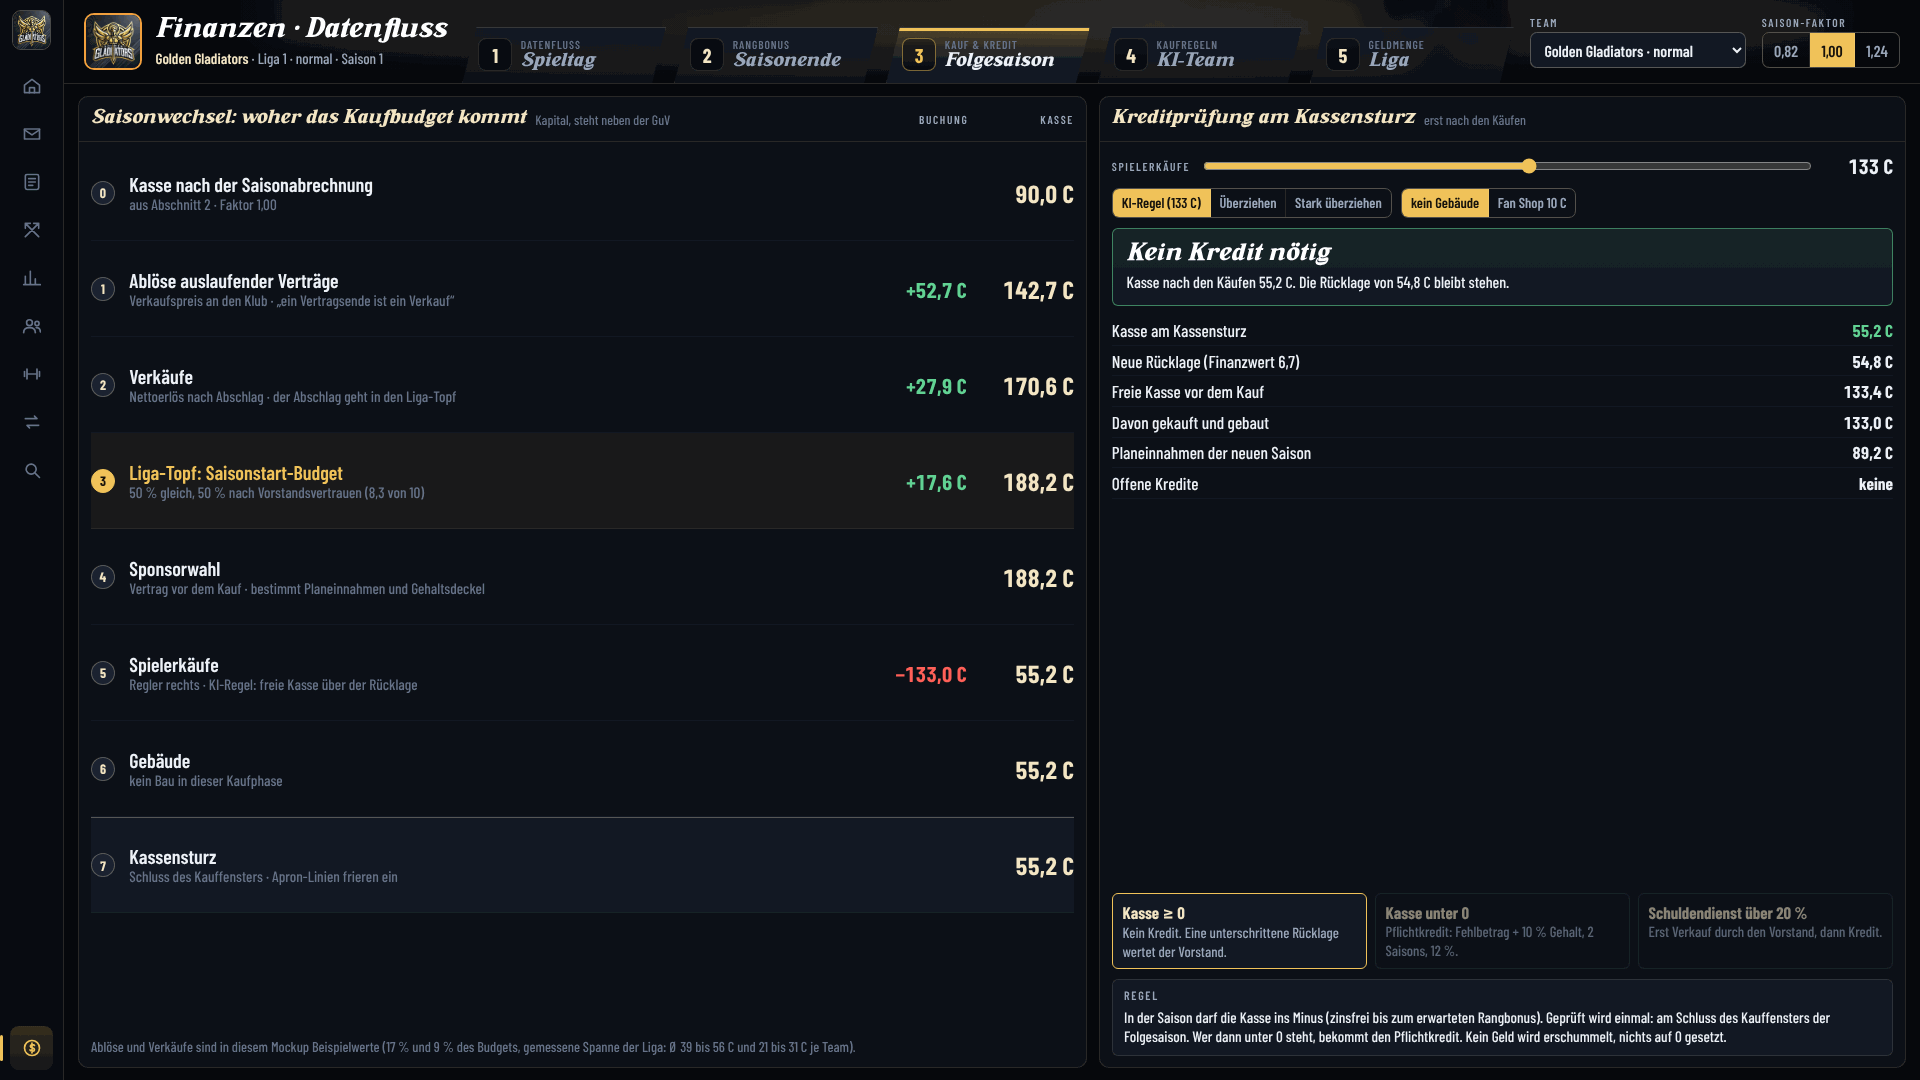 Finanzen · Datenfluss
Golden Gladiators · Liga 1 · normal · Saison 1
1 DATENFLUSS Spieltag
2 RANGBONUS Saisonende
3 KAUF & KREDIT Folgesaison
4 KAUFREGELN KI-Team
5 GELDMENGE Liga
TEAM
Golden Gladiators · normal
SAISON-FAKTOR
0,82 1,00 1,24
Saisonwechsel: woher das Kaufbudget kommt Kapital, steht neben der GuV BUCHUNG KASSE
0 Kasse nach der Saisonabrechnung 90,0 C
aus Abschnitt 2 · Faktor 1,00
1 Ablöse auslaufender Verträge +52,7 C 142,7 C
Verkaufspreis an den Klub · „ein Vertragsende ist ein Verkauf“
2 Verkäufe +27,9 C 170,6 C
Nettoerlös nach Abschlag · der Abschlag geht in den Liga-Topf
3 Liga-Topf: Saisonstart-Budget +17,6 C 188,2 C
50 % gleich, 50 % nach Vorstandsvertrauen (8,3 von 10)
4 Sponsorwahl 188,2 C
Vertrag vor dem Kauf · bestimmt Planeinnahmen und Gehaltsdeckel
5 Spielerkäufe −133,0 C 55,2 C
Regler rechts · KI-Regel: freie Kasse über der Rücklage
6 Gebäude 55,2 C
kein Bau in dieser Kaufphase
7 Kassensturz 55,2 C
Schluss des Kauffensters · Apron-Linien frieren ein
Ablöse und Verkäufe sind in diesem Mockup Beispielwerte (17 % und 9 % des Budgets, gemessene Spanne der Liga: Ø 39 bis 56 C und 21 bis 31 C je Team).
Kreditprüfung am Kassensturz erst nach den Käufen
SPIELERKÄUFE 133 C
KI-Regel (133 C) Überziehen Stark überziehen kein Gebäude Fan Shop 10 C
Kein Kredit nötig
Kasse nach den Käufen 55,2 C. Die Rücklage von 54,8 C bleibt stehen.
Kasse am Kassensturz 55,2 C
Neue Rücklage (Finanzwert 6,7) 54,8 C
Freie Kasse vor dem Kauf 133,4 C
Davon gekauft und gebaut 133,0 C
Planeinnahmen der neuen Saison 89,2 C
Offene Kredite keine
Kasse ≥ 0
Kein Kredit. Eine unterschrittene Rücklage
wertet der Vorstand.
Kasse unter 0
Pflichtkredit: Fehlbetrag + 10 % Gehalt, 2
Saisons, 12 %.
Schuldendienst über 20 %
Erst Verkauf durch den Vorstand, dann Kredit.
REGEL
In der Saison darf die Kasse ins Minus (zinsfrei bis zum erwarteten Rangbonus). Geprüft wird einmal: am Schluss des Kauffensters der
Folgesaison. Wer dann unter 0 steht, bekommt den Pflichtkredit. Kein Geld wird erschummelt, nichts auf 0 gesetzt.